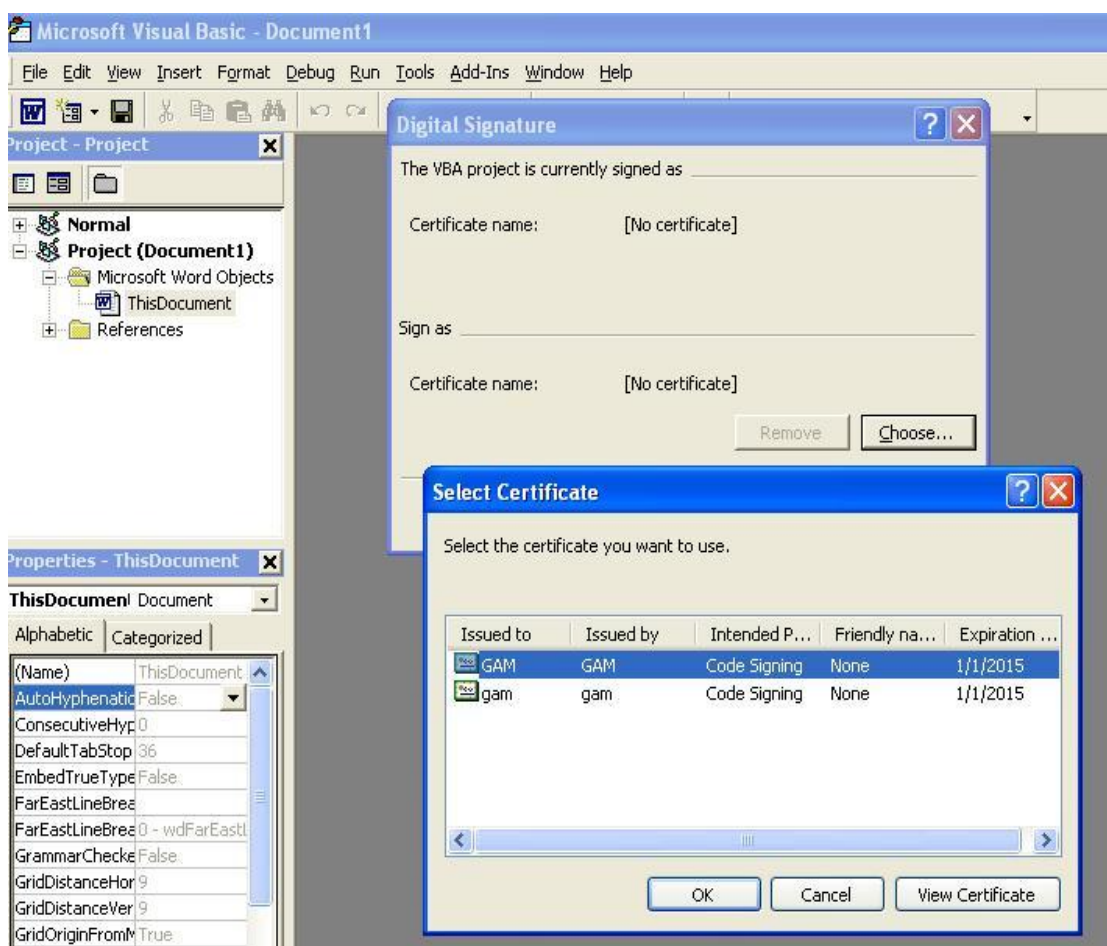 Microsoft Visual Basic - Document1
File Edit View Insert Format Debug Run Tools Add-Ins Window Help
Project - Project
Normal
Project (Document1)
Microsoft Word Objects
ThisDocument
References
Digital Signature
The VBA project is currently signed as
Certificate name: [No certificate]
Sign as
Certificate name: [No certificate]
Remove Choose...
Select Certificate
Select the certificate you want to use.
Issued to Issued by Intended P... Friendly na... Expiration ...
GAM GAM Code Signing None 1/1/2015
gam gam Code Signing None 1/1/2015
OK Cancel View Certificate
Properties - ThisDocument
ThisDocument Document
Alphabetic Categorized
(Name) ThisDocument
AutoHyphenatic False
ConsecutiveHyp 0
DefaultTabStop 36
EmbedTrueType False
FarEastLineBrea
FarEastLineBrea 0 - wdFarEastL
GrammarChecke False
GridDistanceHor 9
GridDistanceVer 9
GridOriginFromM True